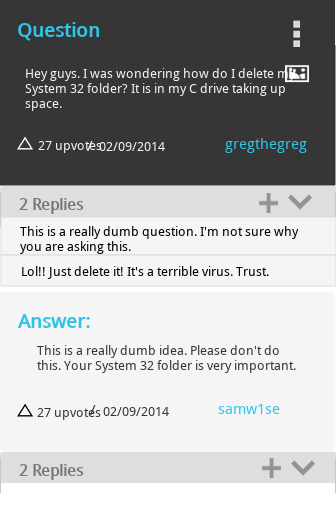 Question
Hey guys. I was wondering how do I delete my
System 32 folder? It is in my C drive taking up
space.
27 upvotes / 02/09/2014
gregthegreg
2 Replies
This is a really dumb question. I'm not sure why
you are asking this.
Lol!! Just delete it! It's a terrible virus. Trust.
Answer:
This is a really dumb idea. Please don't do
this. Your System 32 folder is very important.
27 upvotes / 02/09/2014
samw1se
2 Replies